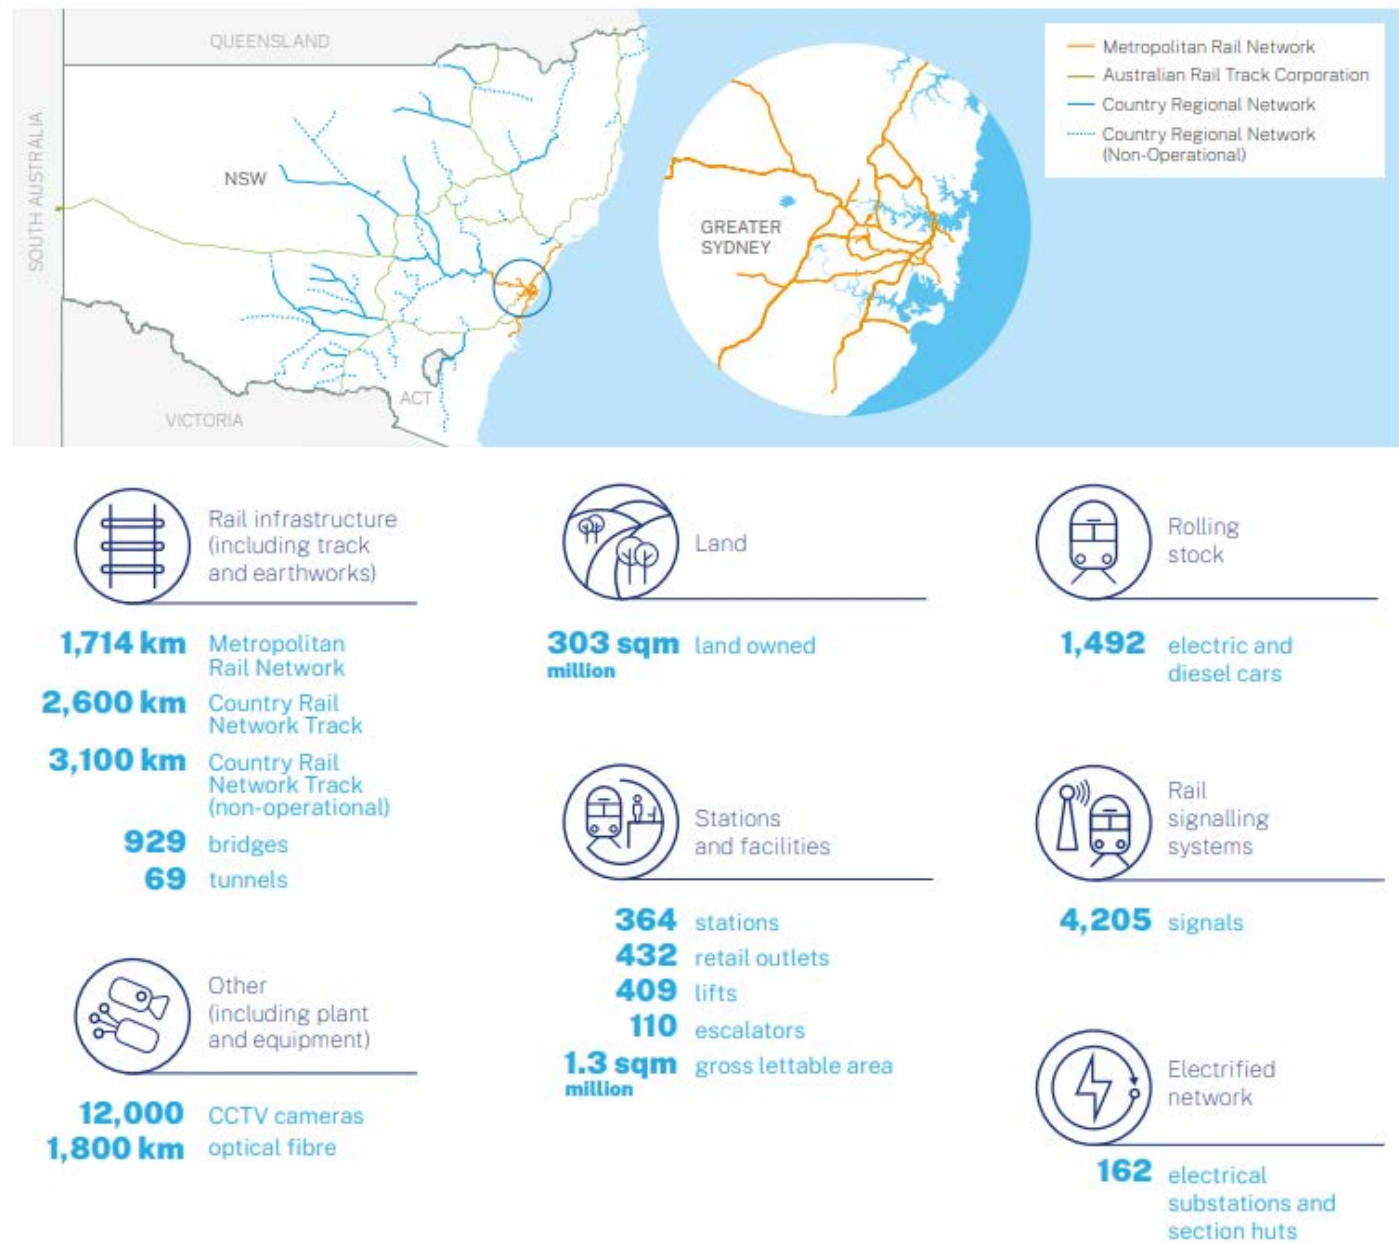 QUEENSLAND
SOUTH AUSTRALIA
NSW
ACT
VICTORIA
GREATER
SYDNEY
Metropolitan Rail Network
Australian Rail Track Corporation
Country Regional Network
Country Regional Network
(Non-Operational)
Rail infrastructure
(including track
and earthworks)
1,714 km Metropolitan
Rail Network
2,600 km Country Rail
Network Track
3,100 km Country Rail
Network Track
(non-operational)
929 bridges
69 tunnels
Other
(including plant
and equipment)
12,000 CCTV cameras
1,800 km optical fibre
Land
303 sqm land owned
million
Stations
and facilities
364 stations
432 retail outlets
409 lifts
110 escalators
1.3 sqm gross lettable area
million
Rolling
stock
1,492 electric and
diesel cars
Rail
signalling
systems
4,205 signals
Electrified
network
162 electrical
substations and
section huts